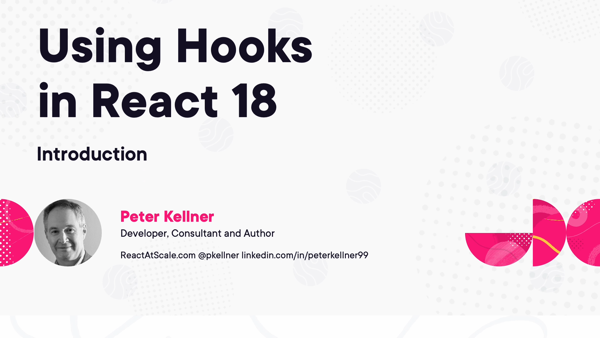 Using Hooks
in React 18
Introduction
Peter Kellner
Developer, Consultant and Author
ReactAtScale.com @pkellner linkedin.com/in/peterkellner99